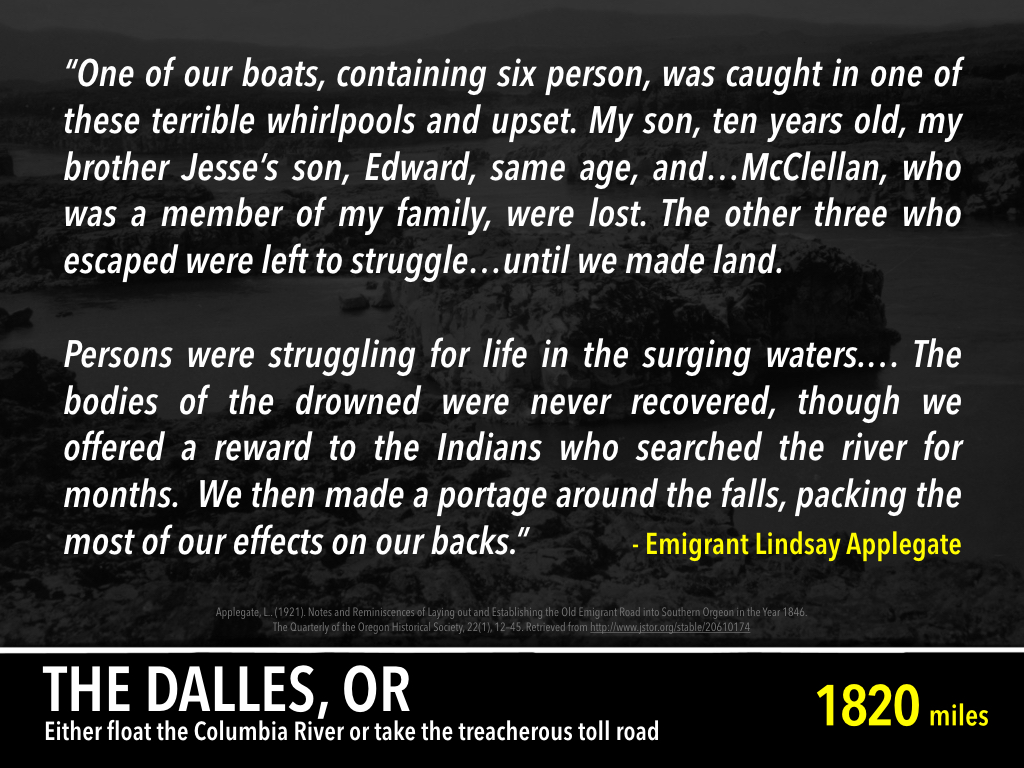 “One of our boats, containing six person, was caught in one of
these terrible whirlpools and upset. My son, ten years old, my
brother Jesse’s son, Edward, same age, and…McClellan, who
was a member of my family, were lost. The other three who
escaped were left to struggle…until we made land.
Persons were struggling for life in the surging waters.… The
bodies of the drowned were never recovered, though we
offered a reward to the Indians who searched the river for
months.  We then made a portage around the falls, packing the
most of our effects on our backs.”
- Emigrant Lindsay Applegate
Applegate, L. (1921). Notes and Reminiscences of Laying out and Establishing the Old Emigrant Road into Southern Orgeon in the Year 1846.
The Quarterly of the Oregon Historical Society, 22(1), 12–45. Retrieved from http://www.jstor.org/stable/20610174
THE DALLES, OR
Either float the Columbia River or take the treacherous toll road
1820 miles